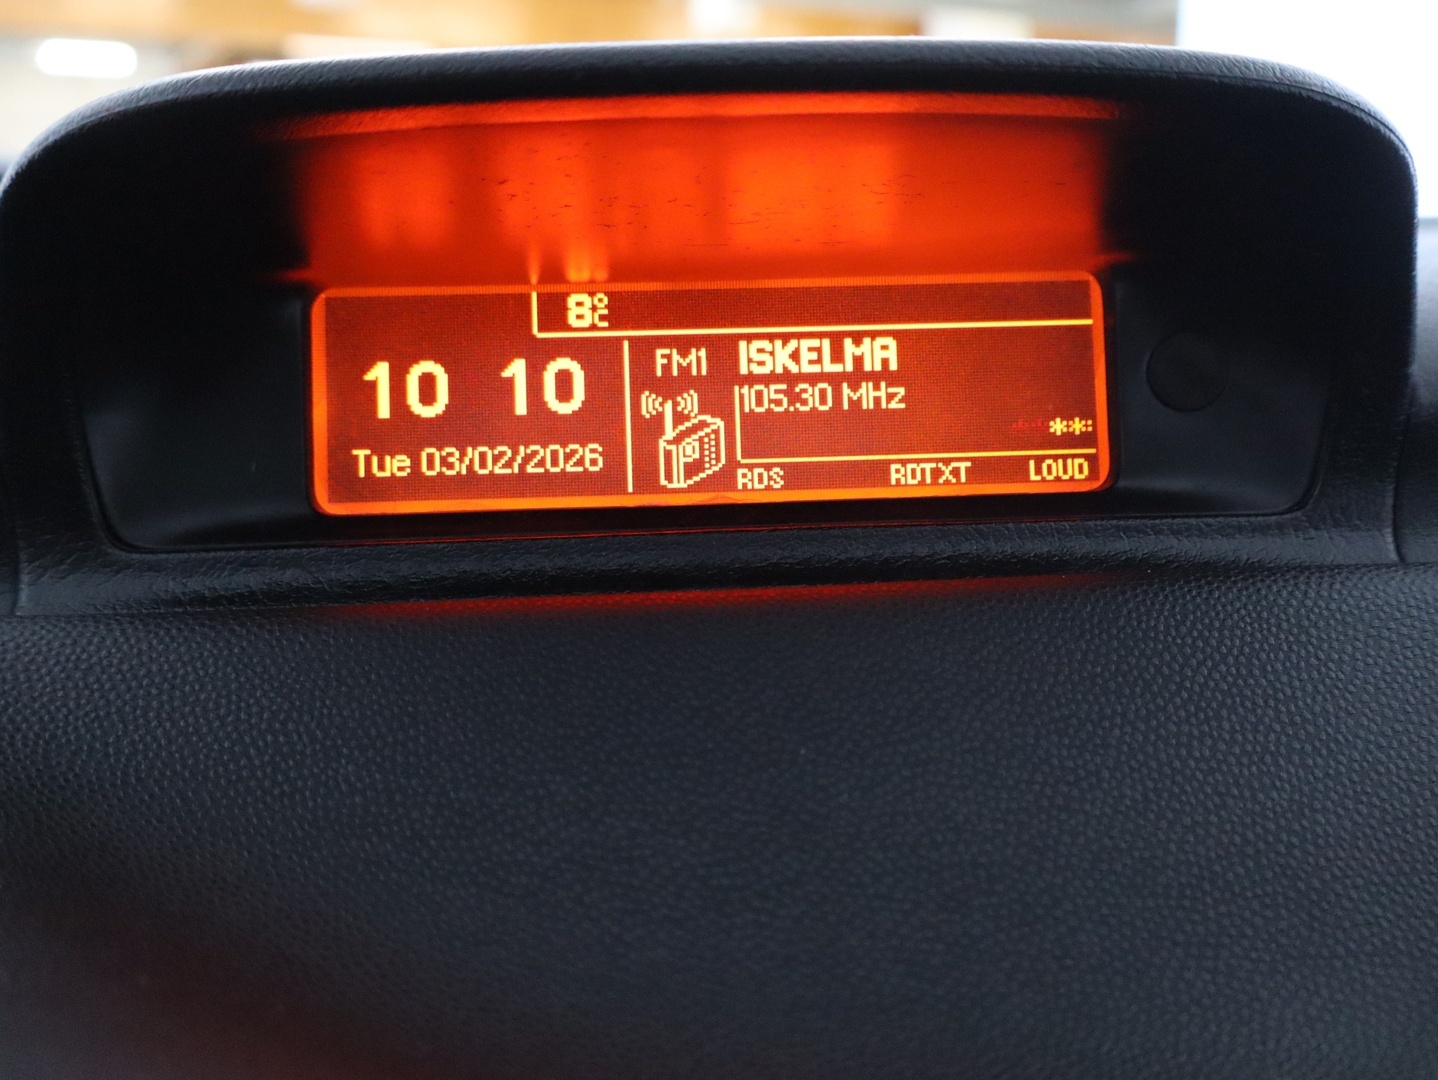 8°C
10 10
Tue 03/02/2026
FM1 ISKELMA
105.30 MHz
**
RDS RDTXT LOUD